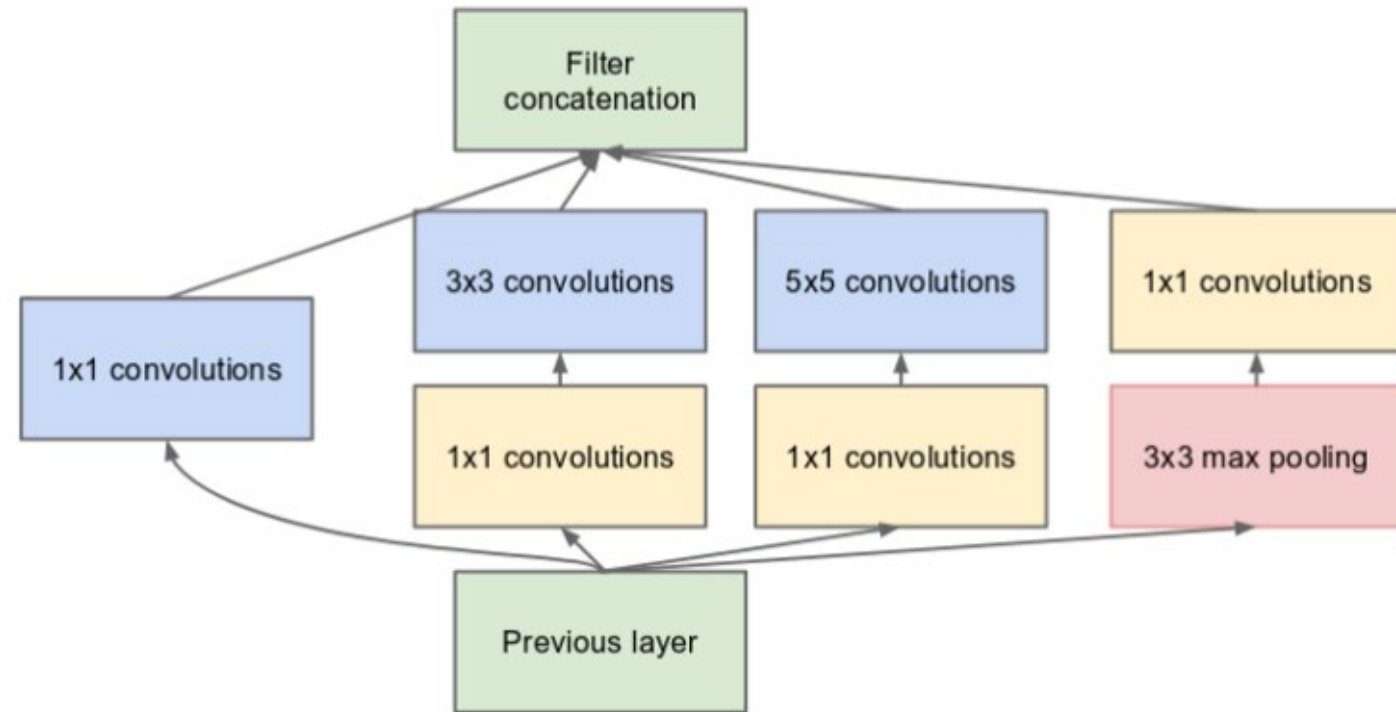 Filter
concatenation
3x3 convolutions
5x5 convolutions
1x1 convolutions
1x1 convolutions
1x1 convolutions
1x1 convolutions
3x3 max pooling
Previous layer